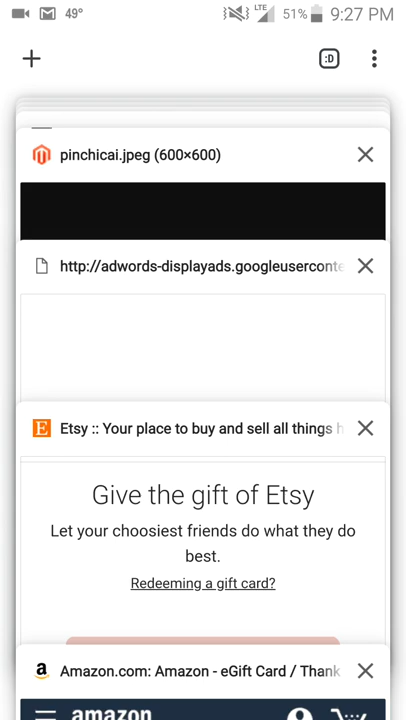 49° LTE 51% 9:27 PM
:D
pinchicai.jpeg (600×600)
http://adwords-displayads.googleuserconte
Etsy :: Your place to buy and sell all things h
Give the gift of Etsy
Let your choosiest friends do what they do
best.
Redeeming a gift card?
Amazon.com: Amazon - eGift Card / Thank
amazon